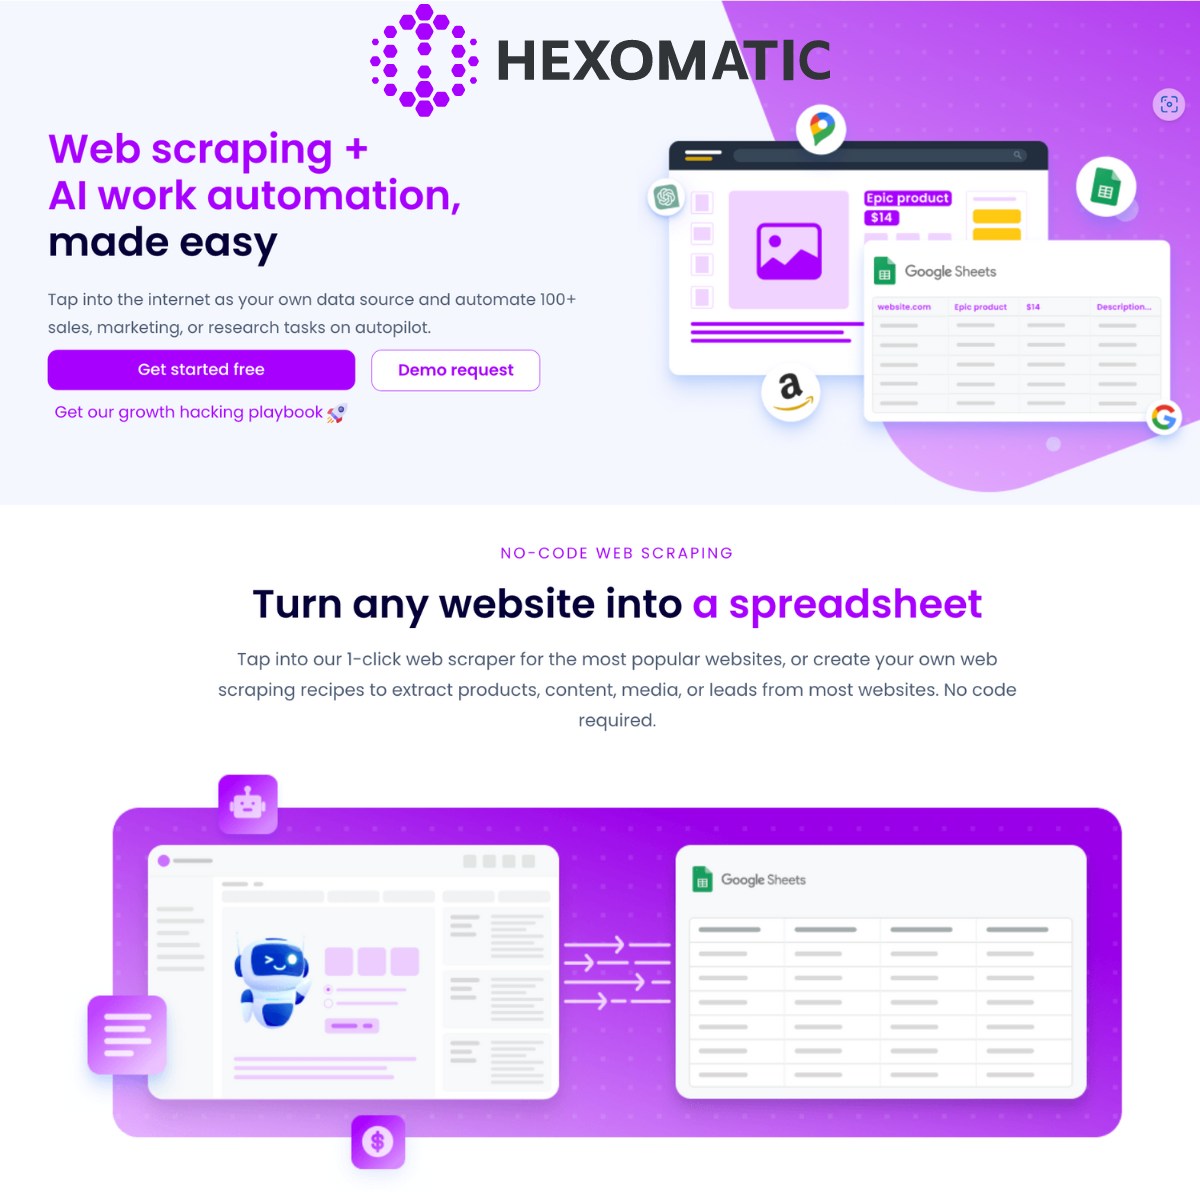 HEXOMATIC
Web scraping +
AI work automation,
made easy
Tap into the internet as your own data source and automate 100+
sales, marketing, or research tasks on autopilot.
Get started free
Demo request
Get our growth hacking playbook
Epic product
$14
Google Sheets
website.com Epic product $14 Description...
a
G
NO-CODE WEB SCRAPING
Turn any website into a spreadsheet
Tap into our 1-click web scraper for the most popular websites, or create your own web
scraping recipes to extract products, content, media, or leads from most websites. No code
required.
Google Sheets
$